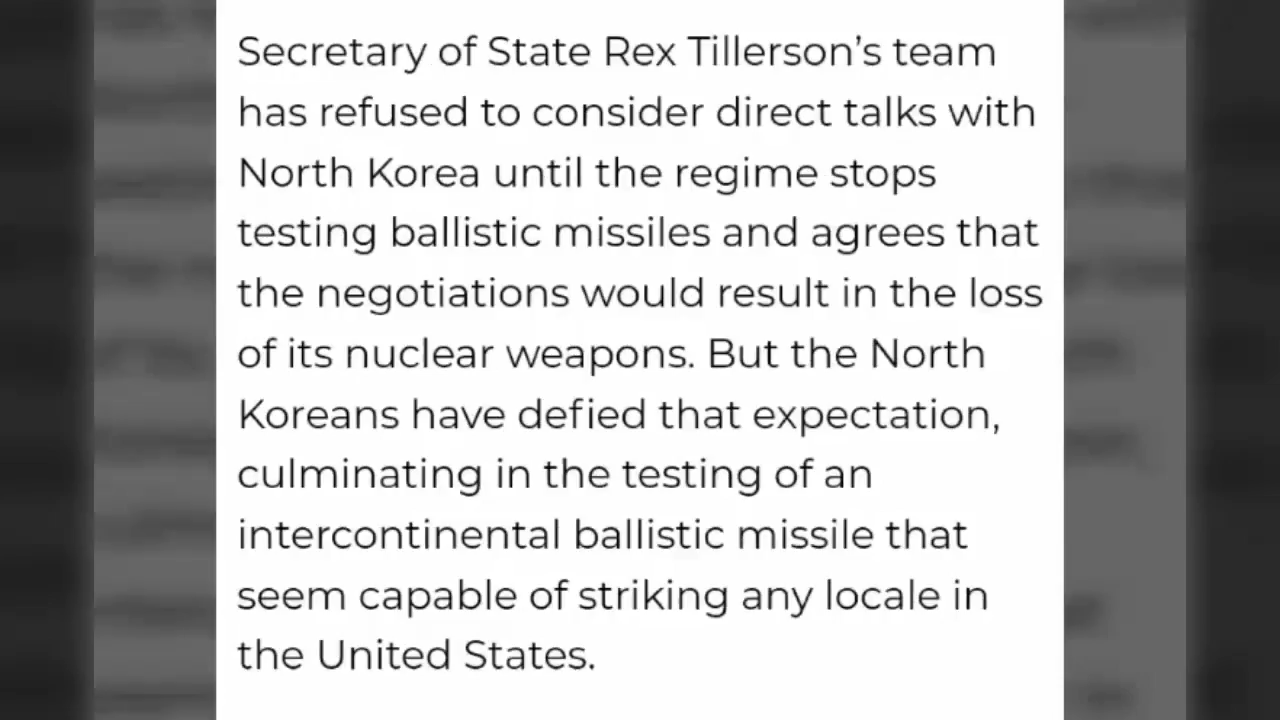 Secretary of State Rex Tillerson’s team
has refused to consider direct talks with
North Korea until the regime stops
testing ballistic missiles and agrees that
the negotiations would result in the loss
of its nuclear weapons. But the North
Koreans have defied that expectation,
culminating in the testing of an
intercontinental ballistic missile that
seem capable of striking any locale in
the United States.